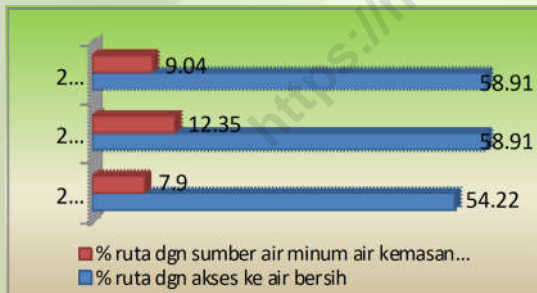 2... 9.04 58.91
2... 12.35 58.91
2... 7.9 54.22
% ruta dgn sumber air minum air kemasan...
% ruta dgn akses ke air bersih
https://